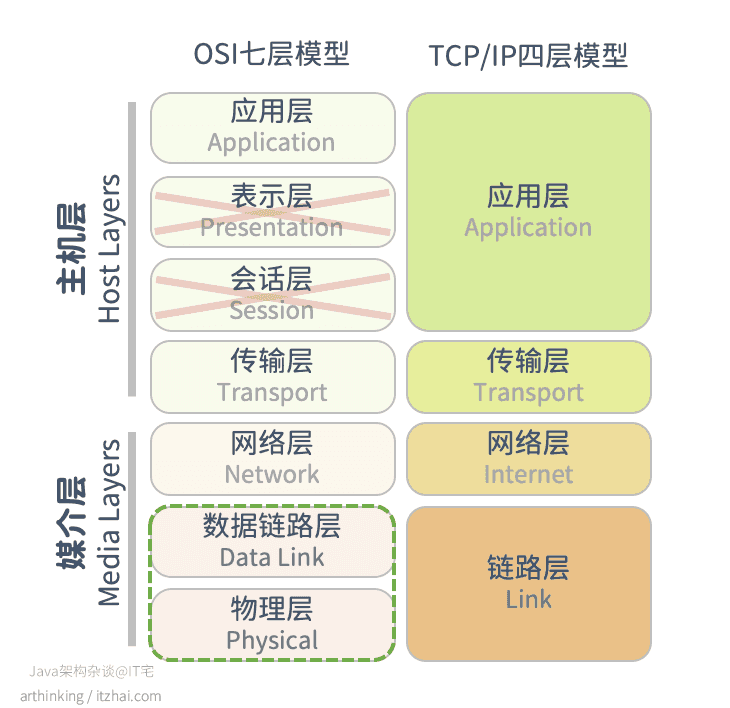 OSI七层模型
TCP/IP四层模型
主机层
Host Layers
应用层
Application
表示层
Presentation
会话层
Session
传输层
Transport
应用层
Application
传输层
Transport
媒介层
Media Layers
网络层
Network
数据链路层
Data Link
物理层
Physical
网络层
Internet
链路层
Link
Java架构杂谈@IT宅
arthinking / itzhai.com